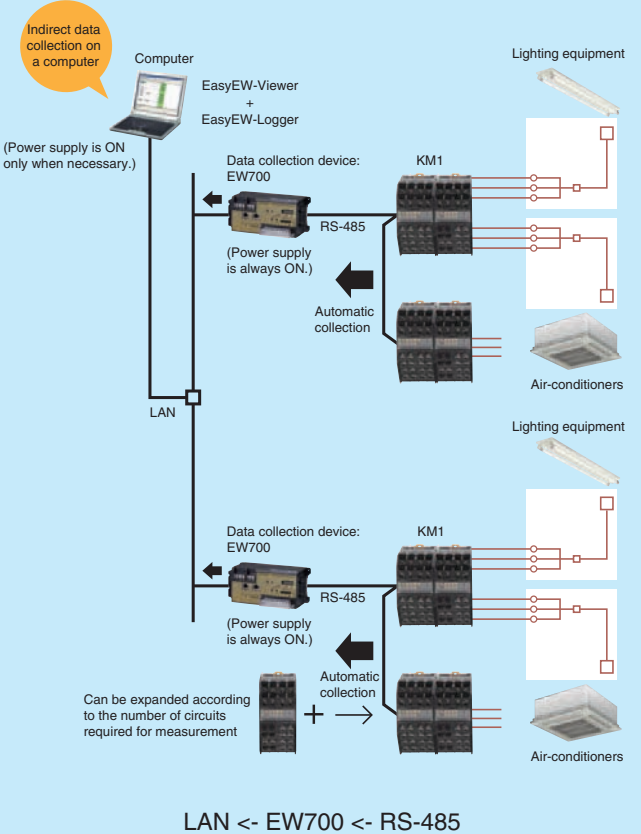 Indirect data
collection on
a computer
Computer
EasyEW-Viewer
+
EasyEW-Logger
(Power supply is ON
only when necessary.)
Lighting equipment
Data collection device:
EW700
KM1
RS-485
(Power supply
is always ON.)
Automatic
collection
Air-conditioners
LAN
Lighting equipment
Data collection device:
EW700
KM1
RS-485
(Power supply
is always ON.)
Automatic
collection
Can be expanded according
to the number of circuits
required for measurement
+
Air-conditioners
LAN <- EW700 <- RS-485